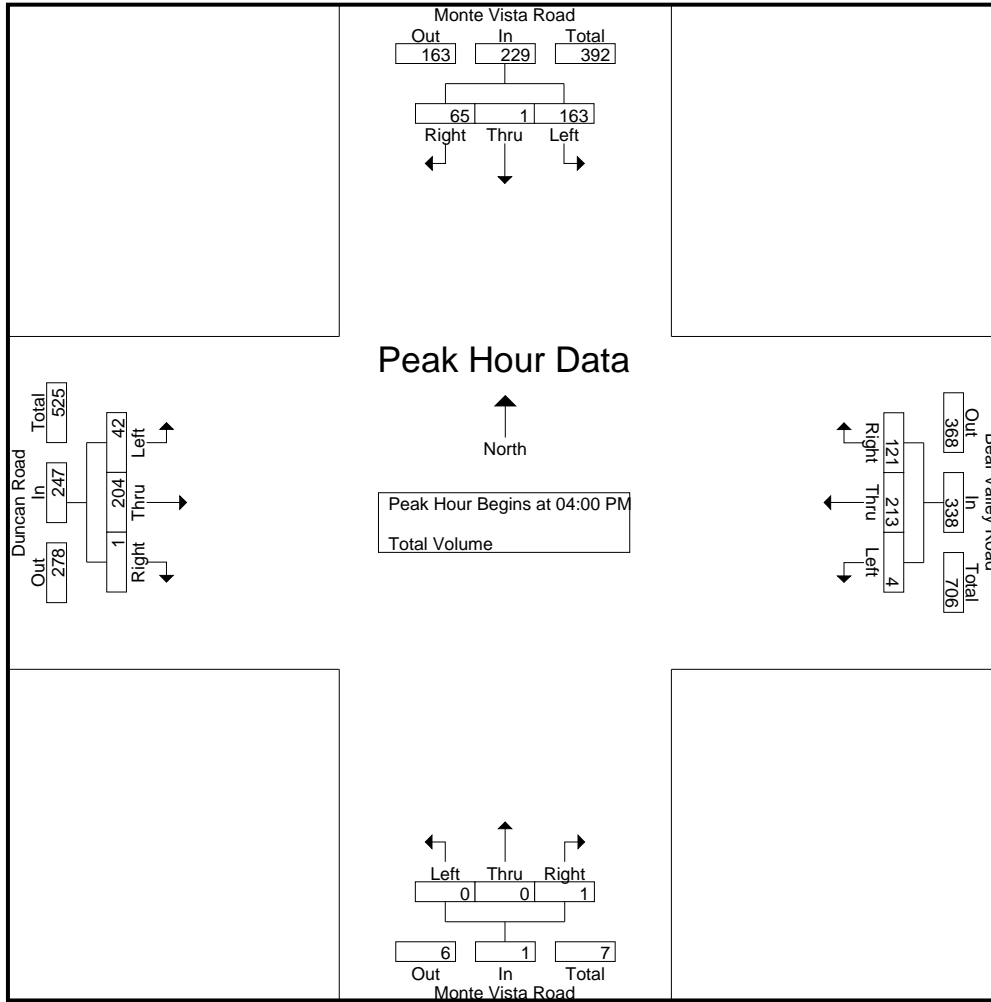 Monte Vista Road
Out In Total
163 229 392
65 1 163
Right Thru Left
Peak Hour Data
North
Peak Hour Begins at 04:00 PM
Total Volume
Duncan Road
Total In Out
525 247 278
42 204 1
Left Thru Right
Bear Valley Road
Out In Total
368 338 706
121 213 4
Right Thru Left
Left Thru Right
0 0 1
6 1 7
Out In Total
Monte Vista Road